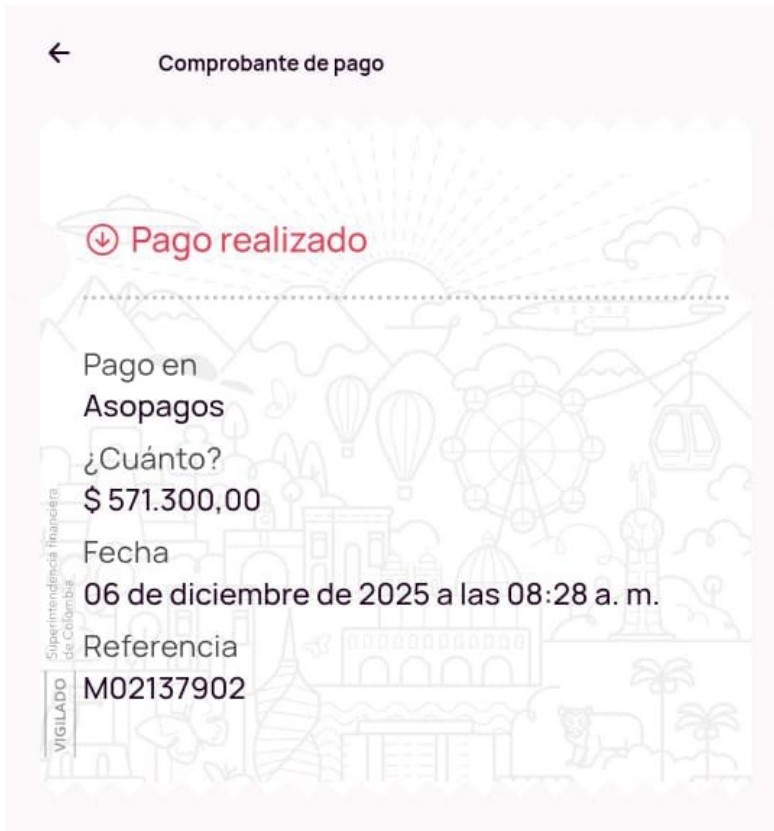 Comprobante de pago
Pago realizado
Pago en
Asopagos
¿Cuánto?
$ 571.300,00
Fecha
06 de diciembre de 2025 a las 08:28 a. m.
Referencia
M02137902
VIGILADO
Superintendencia financiera
de Colombia